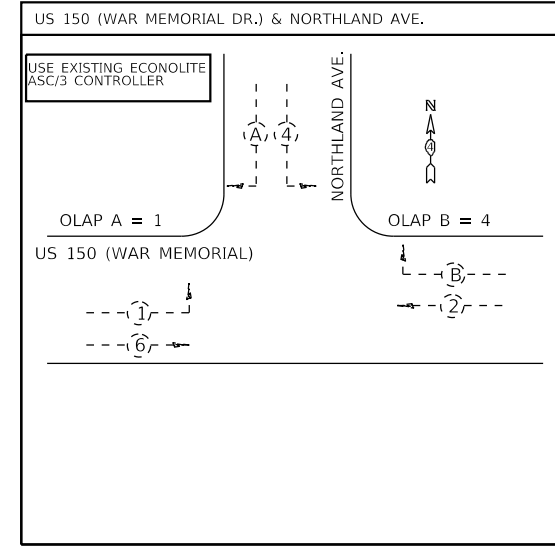 US 150 (WAR MEMORIAL DR.) & NORTHLAND AVE.
USE EXISTING ECONOLITE
ASC/3 CONTROLLER
NORTHLAND AVE.
A
4
N
4
OLAP A = 1
OLAP B = 4
US 150 (WAR MEMORIAL)
B
1
2
6